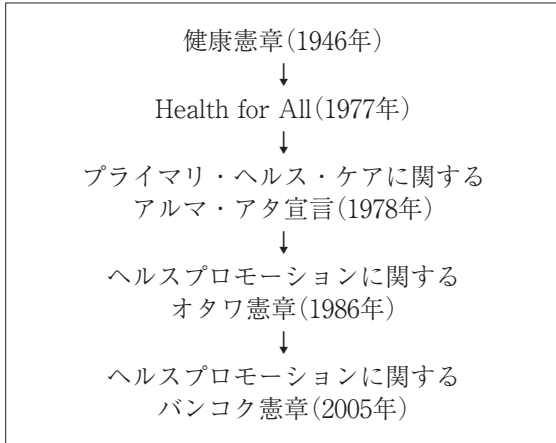 健康憲章(1946年)
↓
Health for All(1977年)
↓
プライマリ・ヘルス・ケアに関する
アルマ・アタ宣言(1978年)
↓
ヘルスプロモーションに関する
オタワ憲章(1986年)
↓
ヘルスプロモーションに関する
バンコク憲章(2005年)